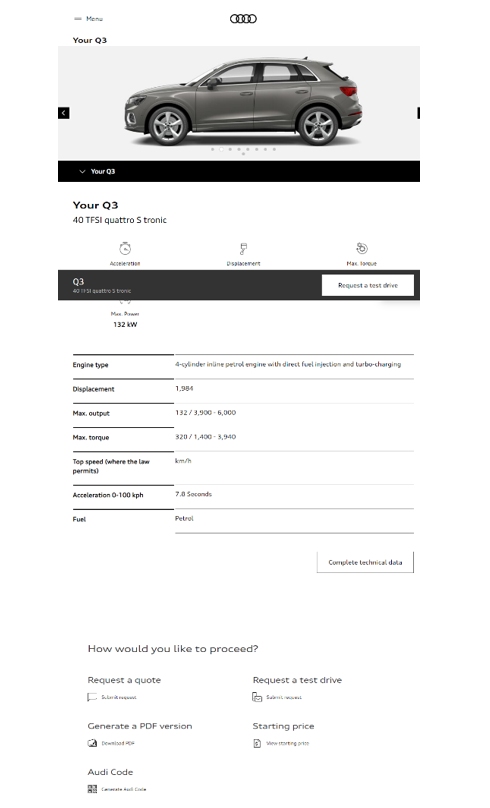 Menu
Your Q3
Your Q3
Your Q3
40 TFSI quattro S tronic
Acceleration
Displacement
Max. torque
Q3
40 TFSI quattro S tronic
Request a test drive
Max. Power
132 kW
Engine type 4-cylinder inline petrol engine with direct fuel injection and turbo-charging
Displacement 1,984
Max. output 132 / 3,900 - 6,000
Max. torque 320 / 1,400 - 3,940
Top speed (where the law permits) km/h
Acceleration 0-100 kph 7.8 Seconds
Fuel Petrol
Complete technical data
How would you like to proceed?
Request a quote
Submit request
Request a test drive
Submit request
Generate a PDF version
Download PDF
Starting price
View starting price
Audi Code
Generate Audi Code